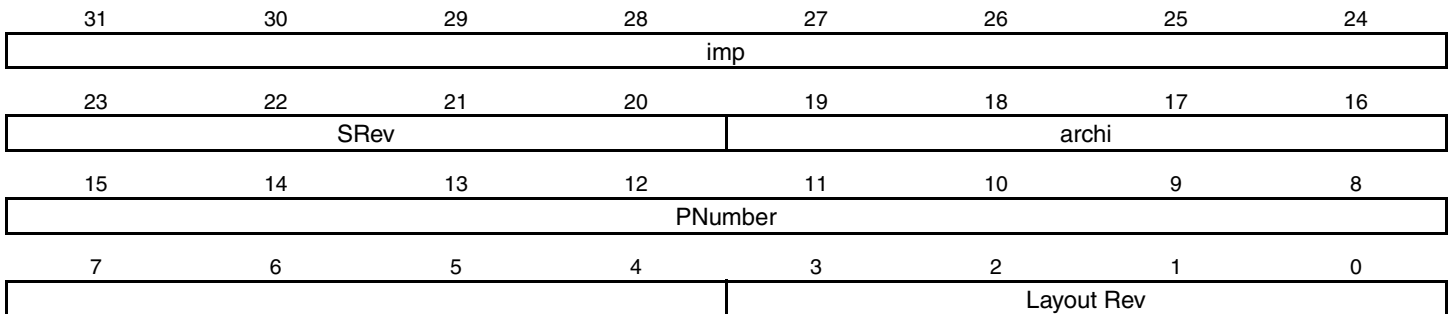 31 30 29 28 27 26 25 24
imp
23 22 21 20 19 18 17 16
SRev archi
15 14 13 12 11 10 9 8
PNumber
7 6 5 4 3 2 1 0
Layout Rev